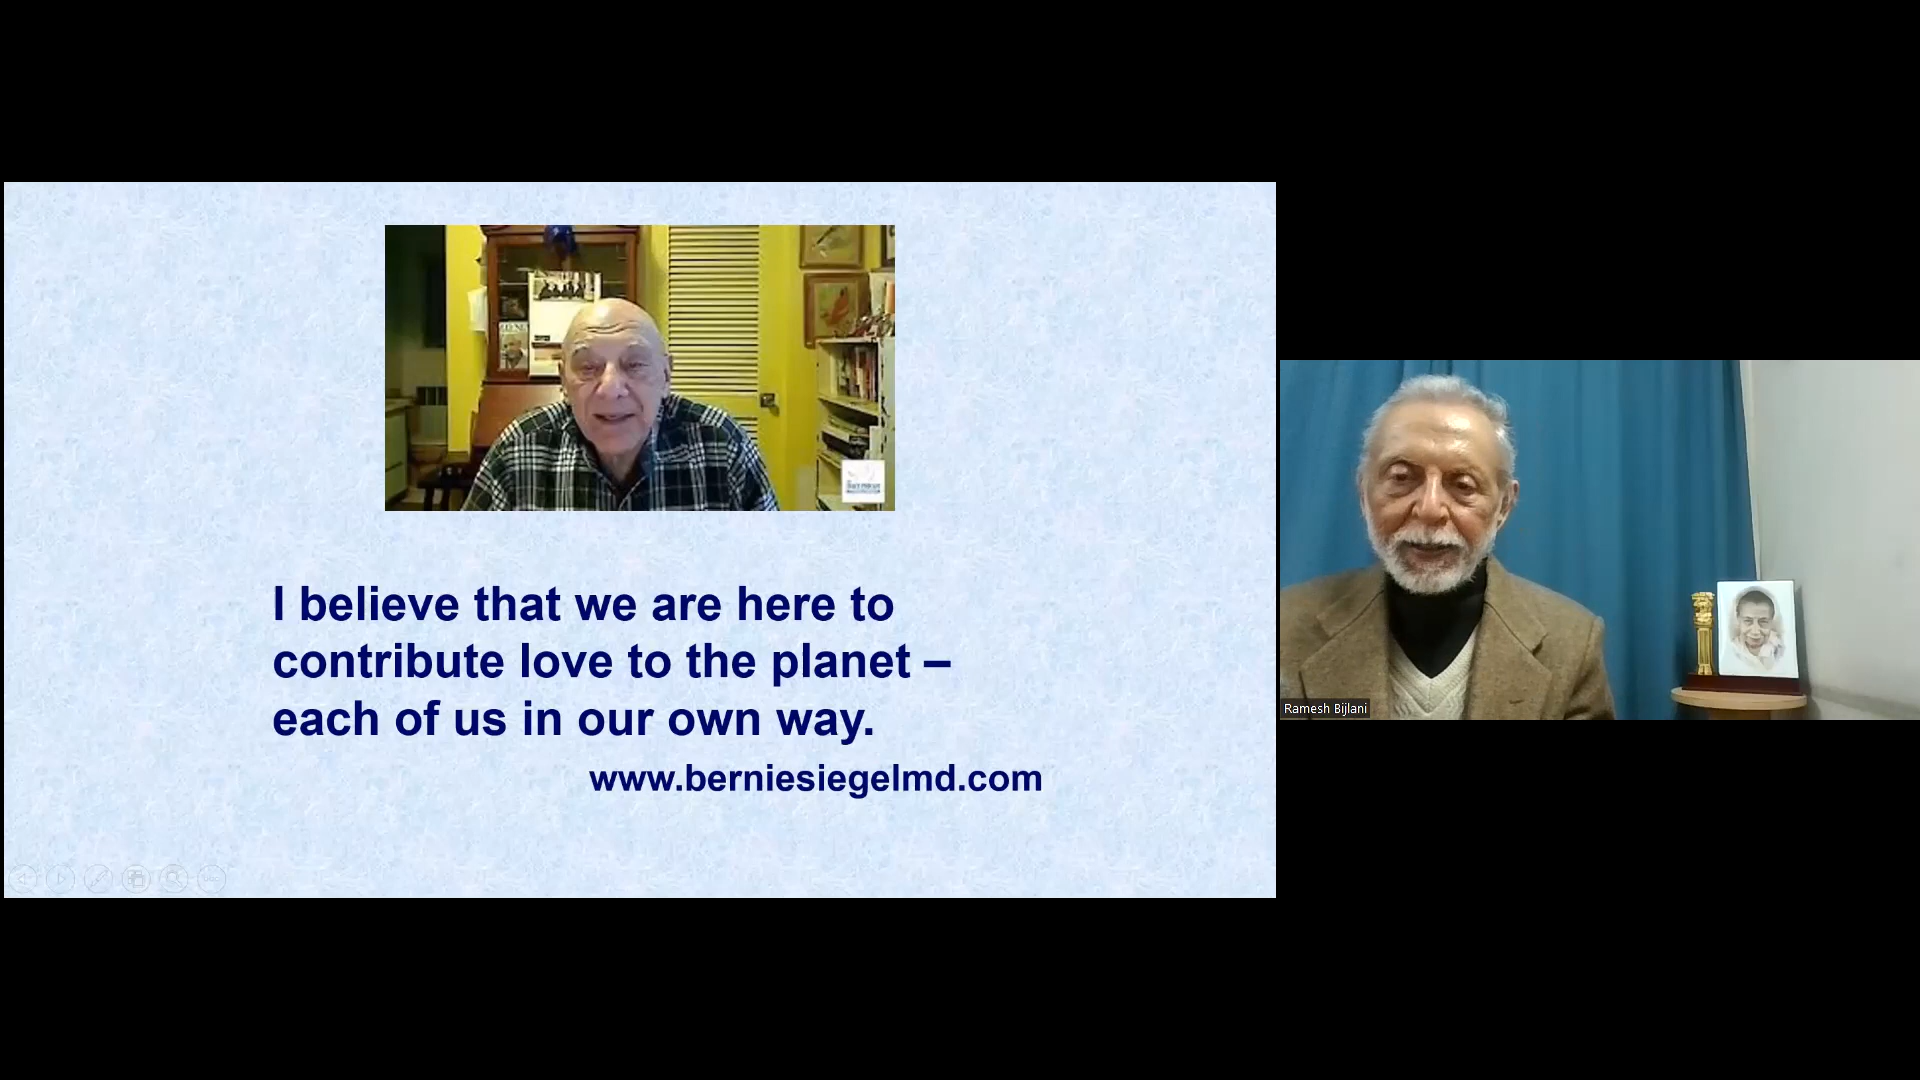 I believe that we are here to
contribute love to the planet –
each of us in our own way.
www.berniesiegelmd.com
Ramesh Bijlani